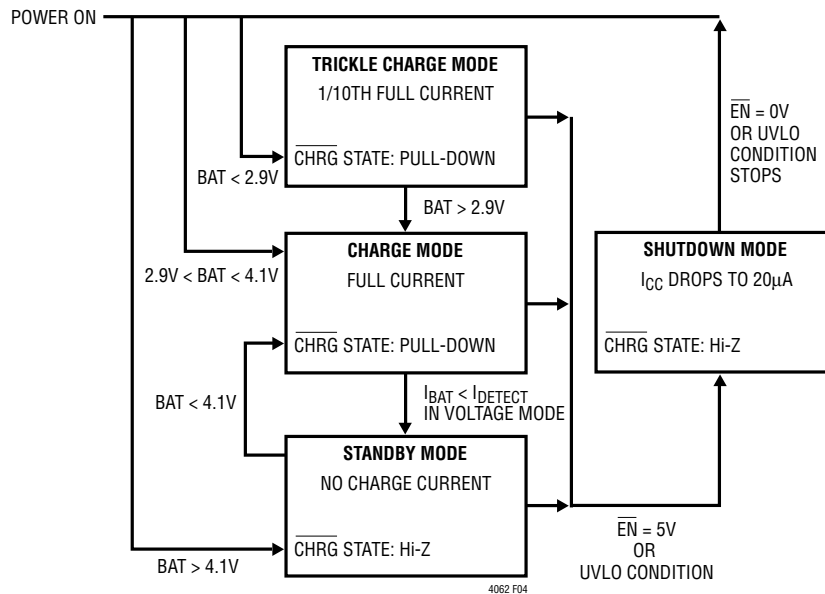 POWER ON
TRICKLE CHARGE MODE
1/10TH FULL CURRENT
CHRG STATE: PULL-DOWN
BAT < 2.9V
BAT > 2.9V
CHARGE MODE
FULL CURRENT
2.9V < BAT < 4.1V
CHRG STATE: PULL-DOWN
BAT < 4.1V
IBAT < IDETECT
IN VOLTAGE MODE
STANDBY MODE
NO CHARGE CURRENT
CHRG STATE: Hi-Z
BAT > 4.1V
EN = 0V
OR UVLO
CONDITION
STOPS
SHUTDOWN MODE
ICC DROPS TO 20µA
CHRG STATE: Hi-Z
EN = 5V
OR
UVLO CONDITION
4062 F04